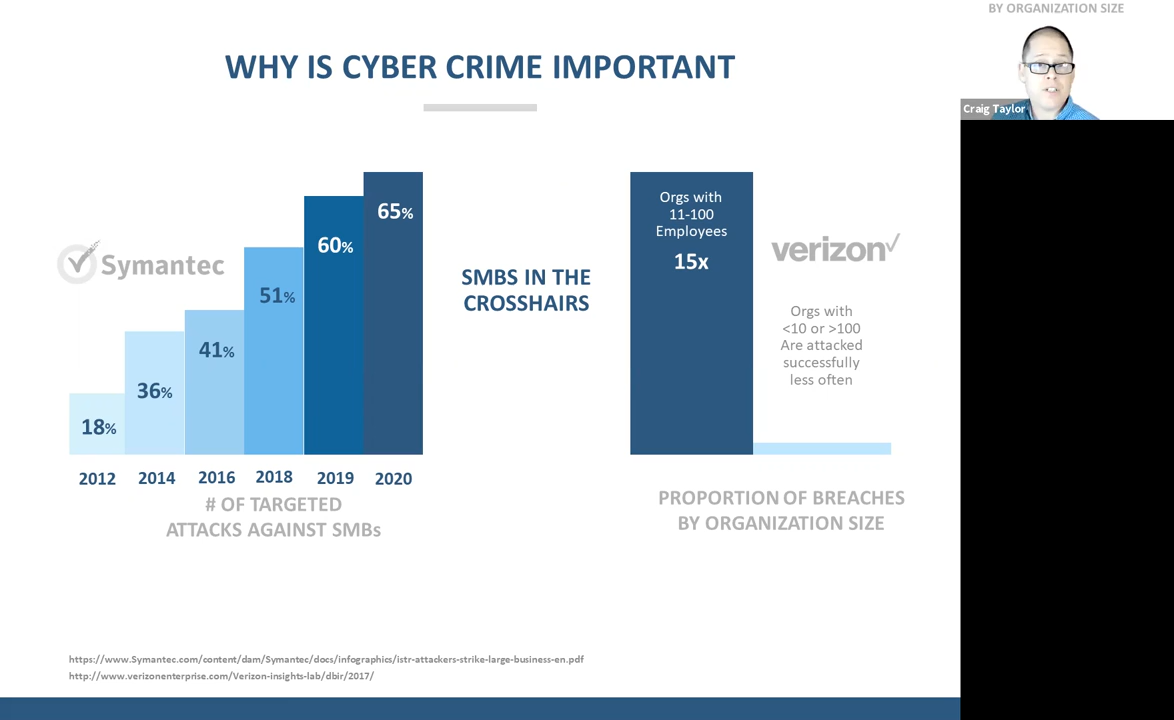 BY ORGANIZATION SIZE
WHY IS CYBER CRIME IMPORTANT
Craig Taylor
Symantec
18%
36%
41%
51%
60%
65%
2012
2014
2016
2018
2019
2020
# OF TARGETED
ATTACKS AGAINST SMBs
SMBS IN THE
CROSSHAIRS
Orgs with
11-100
Employees
15x
verizon
Orgs with
<10 or >100
Are attacked
successfully
less often
PROPORTION OF BREACHES
BY ORGANIZATION SIZE
https://www.Symantec.com/content/dam/Symantec/docs/infographics/istr-attackers-strike-large-business-en.pdf
http://www.verizonenterprise.com/Verizon-insights-lab/dbir/2017/